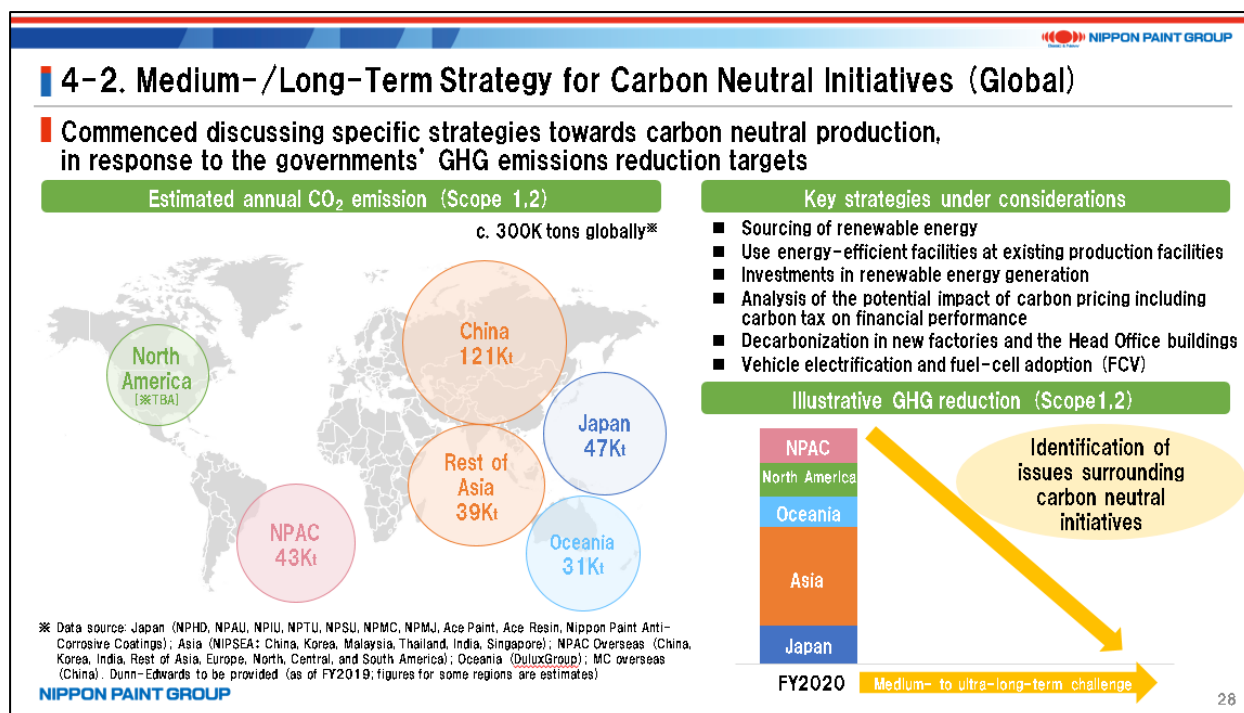 NIPPON PAINT GROUP
4-2. Medium-/Long-Term Strategy for Carbon Neutral Initiatives (Global)
Commenced discussing specific strategies towards carbon neutral production,
in response to the governments' GHG emissions reduction targets
Estimated annual CO₂ emission (Scope 1,2)
c. 300K tons globally※
North
America
[※TBA]
China
121Kt
Japan
47Kt
Rest of
Asia
39Kt
NPAC
43Kt
Oceania
31Kt
※ Data source: Japan (NPHD, NPAU, NPIU, NPTU, NPSU, NPMC, NPMJ, Ace Paint, Ace Resin, Nippon Paint Anti-
Corrosive Coatings); Asia (NIPSEA: China, Korea, Malaysia, Thailand, India, Singapore); NPAC Overseas (China,
Korea, India, Rest of Asia, Europe, North, Central, and South America); Oceania (DuluxGroup); MC overseas
(China). Dunn-Edwards to be provided (as of FY2019; figures for some regions are estimates)
Key strategies under considerations
■ Sourcing of renewable energy
■ Use energy-efficient facilities at existing production facilities
■ Investments in renewable energy generation
■ Analysis of the potential impact of carbon pricing including
carbon tax on financial performance
■ Decarbonization in new factories and the Head Office buildings
■ Vehicle electrification and fuel-cell adoption (FCV)
Illustrative GHG reduction (Scope1,2)
NPAC
North America
Oceania
Asia
Japan
Identification of
issues surrounding
carbon neutral
initiatives
FY2020
Medium- to ultra-long-term challenge
NIPPON PAINT GROUP
28